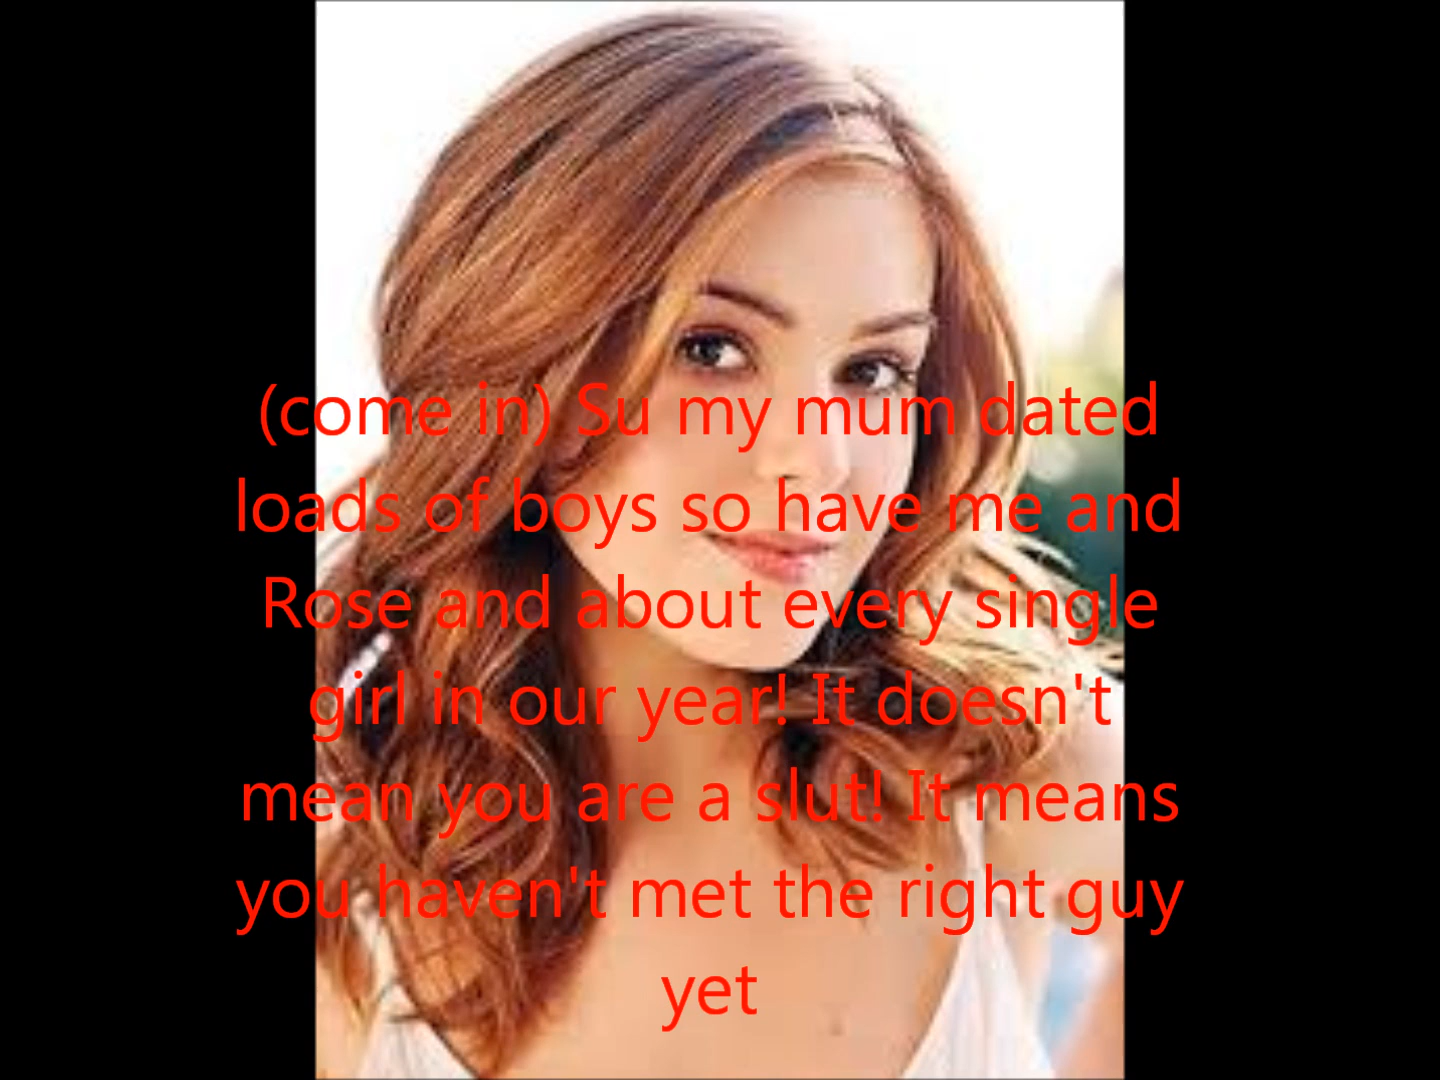 (come in) Su my mum dated
loads of boys so have me and
Rose and about every single
girl in our year! It doesn't
mean you are a slut! It means
you haven't met the right guy
yet